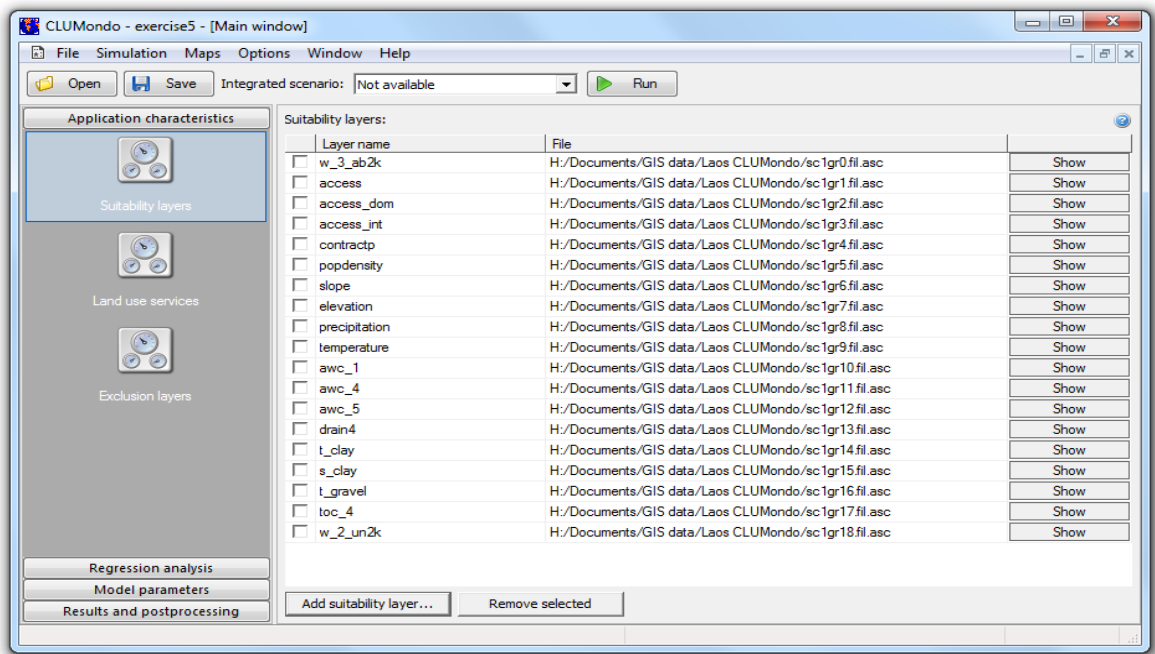 CLUMondo - exercise5 - [Main window]
File Simulation Maps Options Window Help
Open Save Integrated scenario: Not available Run
Application characteristics
Suitability layers
Land use services
Exclusion layers
Regression analysis
Model parameters
Results and postprocessing
Suitability layers:
Layer name File
w_3_ab2k H:/Documents/GIS data/Laos CLUMondo/sc1gr0.fil.asc Show
access H:/Documents/GIS data/Laos CLUMondo/sc1gr1.fil.asc Show
access_dom H:/Documents/GIS data/Laos CLUMondo/sc1gr2.fil.asc Show
access_int H:/Documents/GIS data/Laos CLUMondo/sc1gr3.fil.asc Show
contractp H:/Documents/GIS data/Laos CLUMondo/sc1gr4.fil.asc Show
popdensity H:/Documents/GIS data/Laos CLUMondo/sc1gr5.fil.asc Show
slope H:/Documents/GIS data/Laos CLUMondo/sc1gr6.fil.asc Show
elevation H:/Documents/GIS data/Laos CLUMondo/sc1gr7.fil.asc Show
precipitation H:/Documents/GIS data/Laos CLUMondo/sc1gr8.fil.asc Show
temperature H:/Documents/GIS data/Laos CLUMondo/sc1gr9.fil.asc Show
awc_1 H:/Documents/GIS data/Laos CLUMondo/sc1gr10.fil.asc Show
awc_4 H:/Documents/GIS data/Laos CLUMondo/sc1gr11.fil.asc Show
awc_5 H:/Documents/GIS data/Laos CLUMondo/sc1gr12.fil.asc Show
drain4 H:/Documents/GIS data/Laos CLUMondo/sc1gr13.fil.asc Show
t_clay H:/Documents/GIS data/Laos CLUMondo/sc1gr14.fil.asc Show
s_clay H:/Documents/GIS data/Laos CLUMondo/sc1gr15.fil.asc Show
t_gravel H:/Documents/GIS data/Laos CLUMondo/sc1gr16.fil.asc Show
toc_4 H:/Documents/GIS data/Laos CLUMondo/sc1gr17.fil.asc Show
w_2_un2k H:/Documents/GIS data/Laos CLUMondo/sc1gr18.fil.asc Show
Add suitability layer... Remove selected